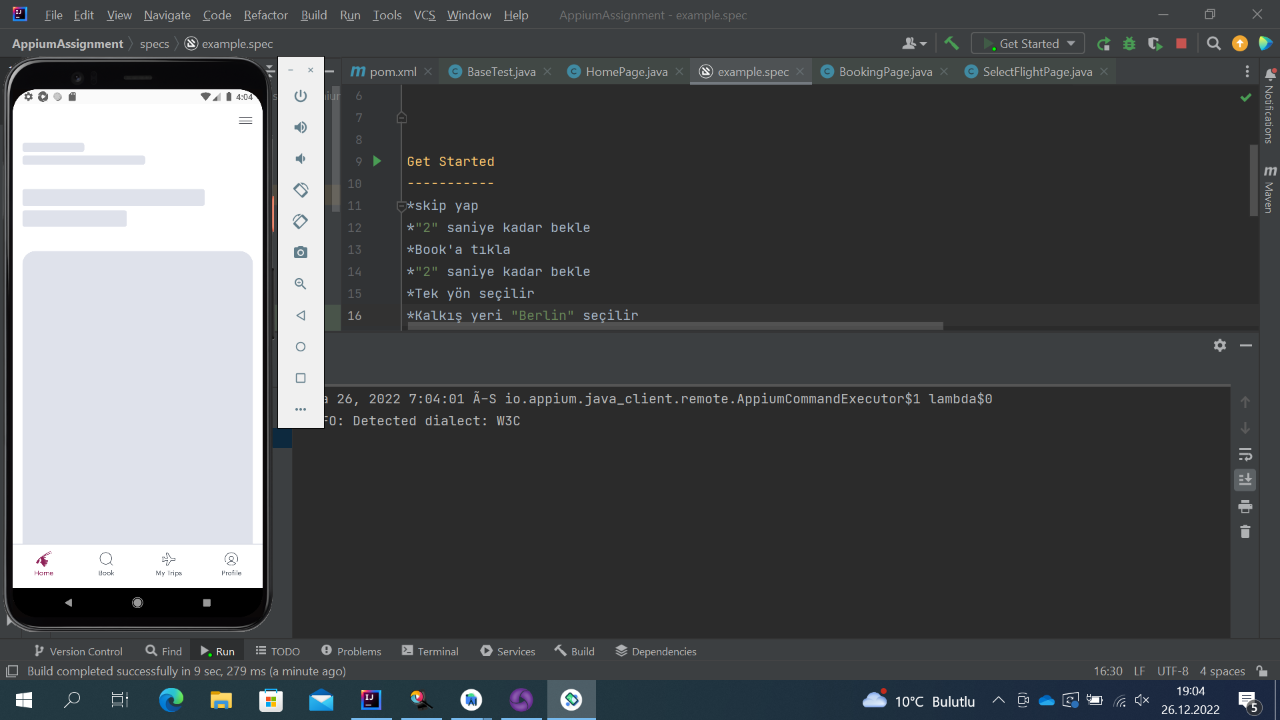 File Edit View Navigate Code Refactor Build Run Tools VCS Window Help AppiumAssignment - example.spec
AppiumAssignment specs example.spec Get Started
pom.xml BaseTest.java HomePage.java example.spec BookingPage.java SelectFlightPage.java
4:04
6
7
8
9 Get Started
10 -----------
11 *skip yap
12 *"2" saniye kadar bekle
13 *Book'a tıkla
14 *"2" saniye kadar bekle
15 *Tek yön seçilir
16 *Kalkış yeri "Berlin" seçilir
Notifications
Maven
26, 2022 7:04:01 Ã–S io.appium.java_client.remote.AppiumCommandExecutor$1 lambda$0
FO: Detected dialect: W3C
Home Book My Trips Profile
Version Control Find Run TODO Problems Terminal Services Build Dependencies
Build completed successfully in 9 sec, 279 ms (a minute ago) 16:30 LF UTF-8 4 spaces
10°C Bulutlu 19:04
26.12.2022 5